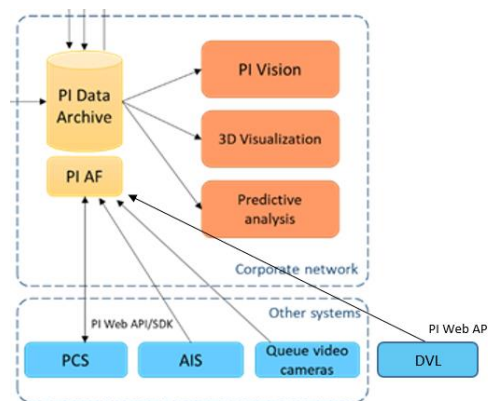 PI Data
Archive
PI AF
PI Vision
3D Visualization
Predictive
analysis
Corporate network
Other systems
PI Web API/SDK
PI Web AP
PCS
AIS
Queue video
cameras
DVL